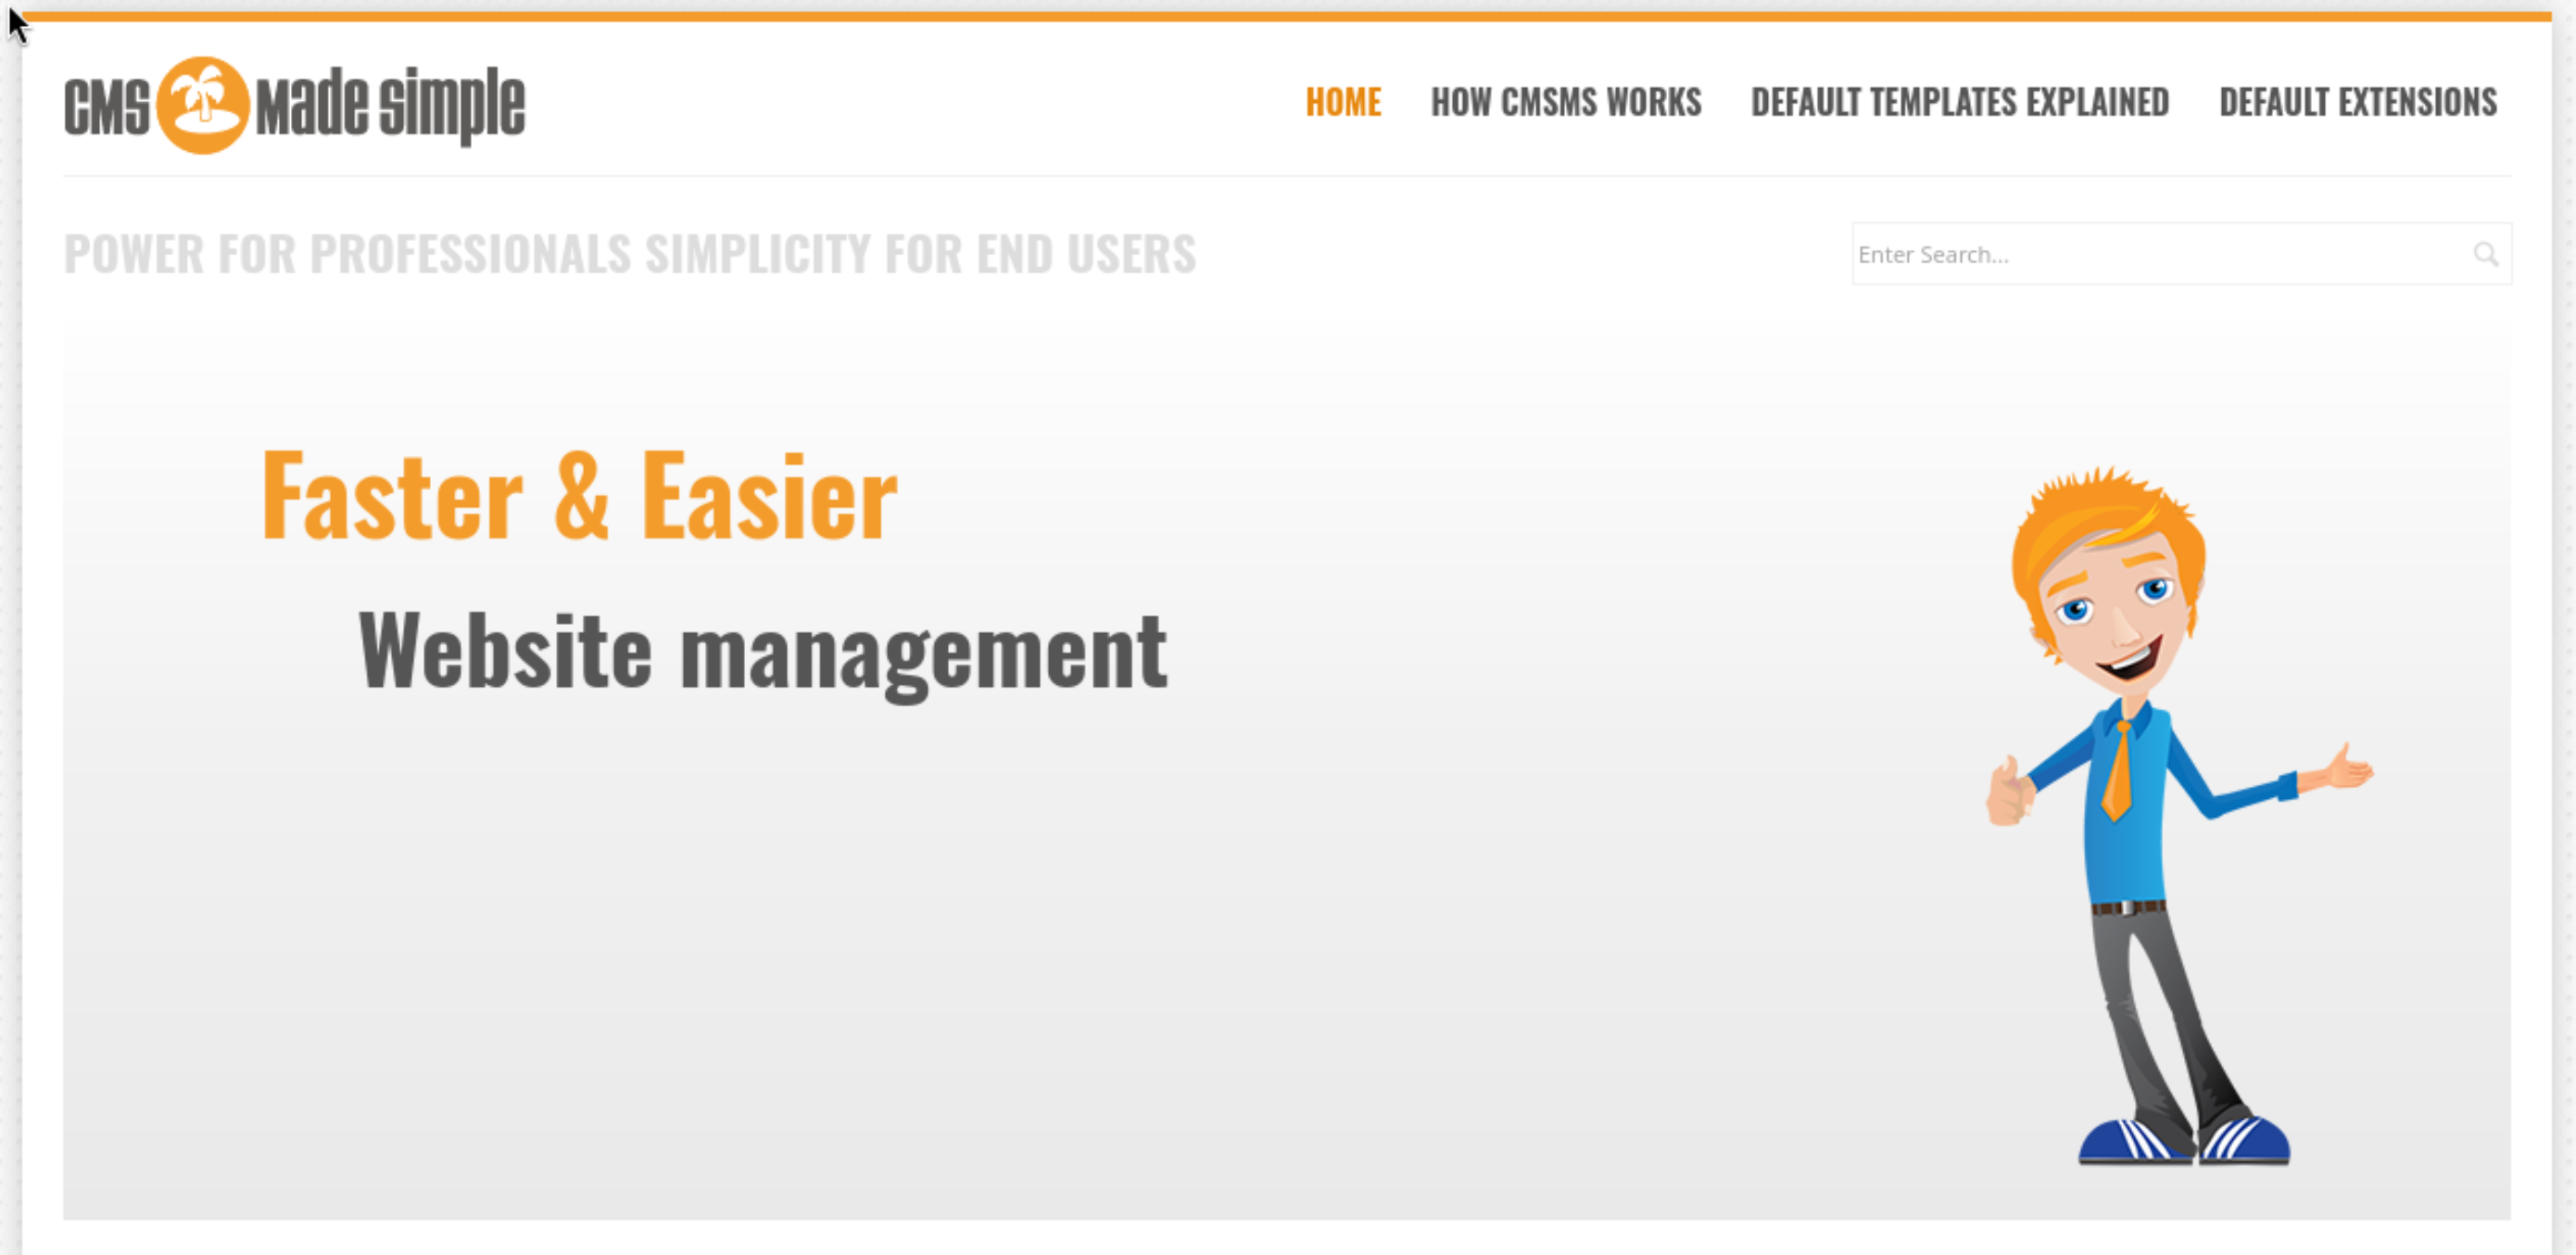 CMS Made simple
HOME HOW CMSMS WORKS DEFAULT TEMPLATES EXPLAINED DEFAULT EXTENSIONS
POWER FOR PROFESSIONALS SIMPLICITY FOR END USERS
Enter Search...
Faster & Easier
Website management